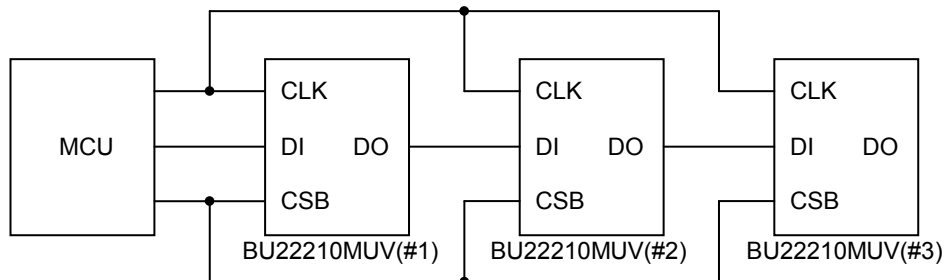 CLK CLK CLK
MCU DI DO DI DO DI DO
CSB CSB CSB
BU22210MUV(#1) BU22210MUV(#2) BU22210MUV(#3)